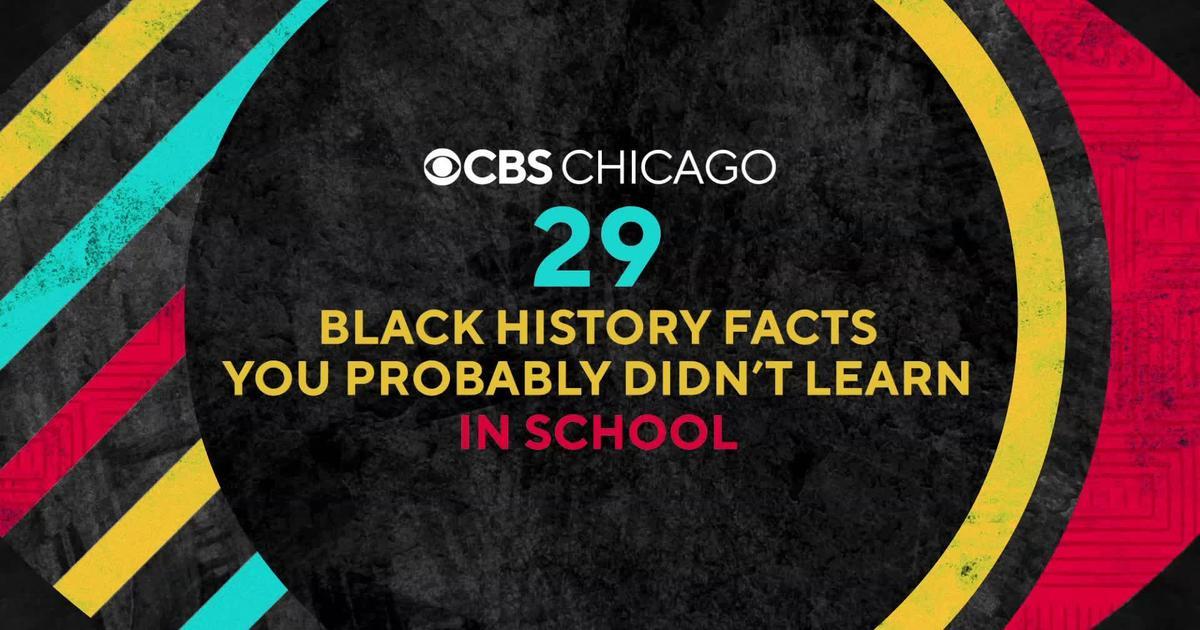 CBS CHICAGO
29
BLACK HISTORY FACTS
YOU PROBABLY DIDN'T LEARN
IN SCHOOL